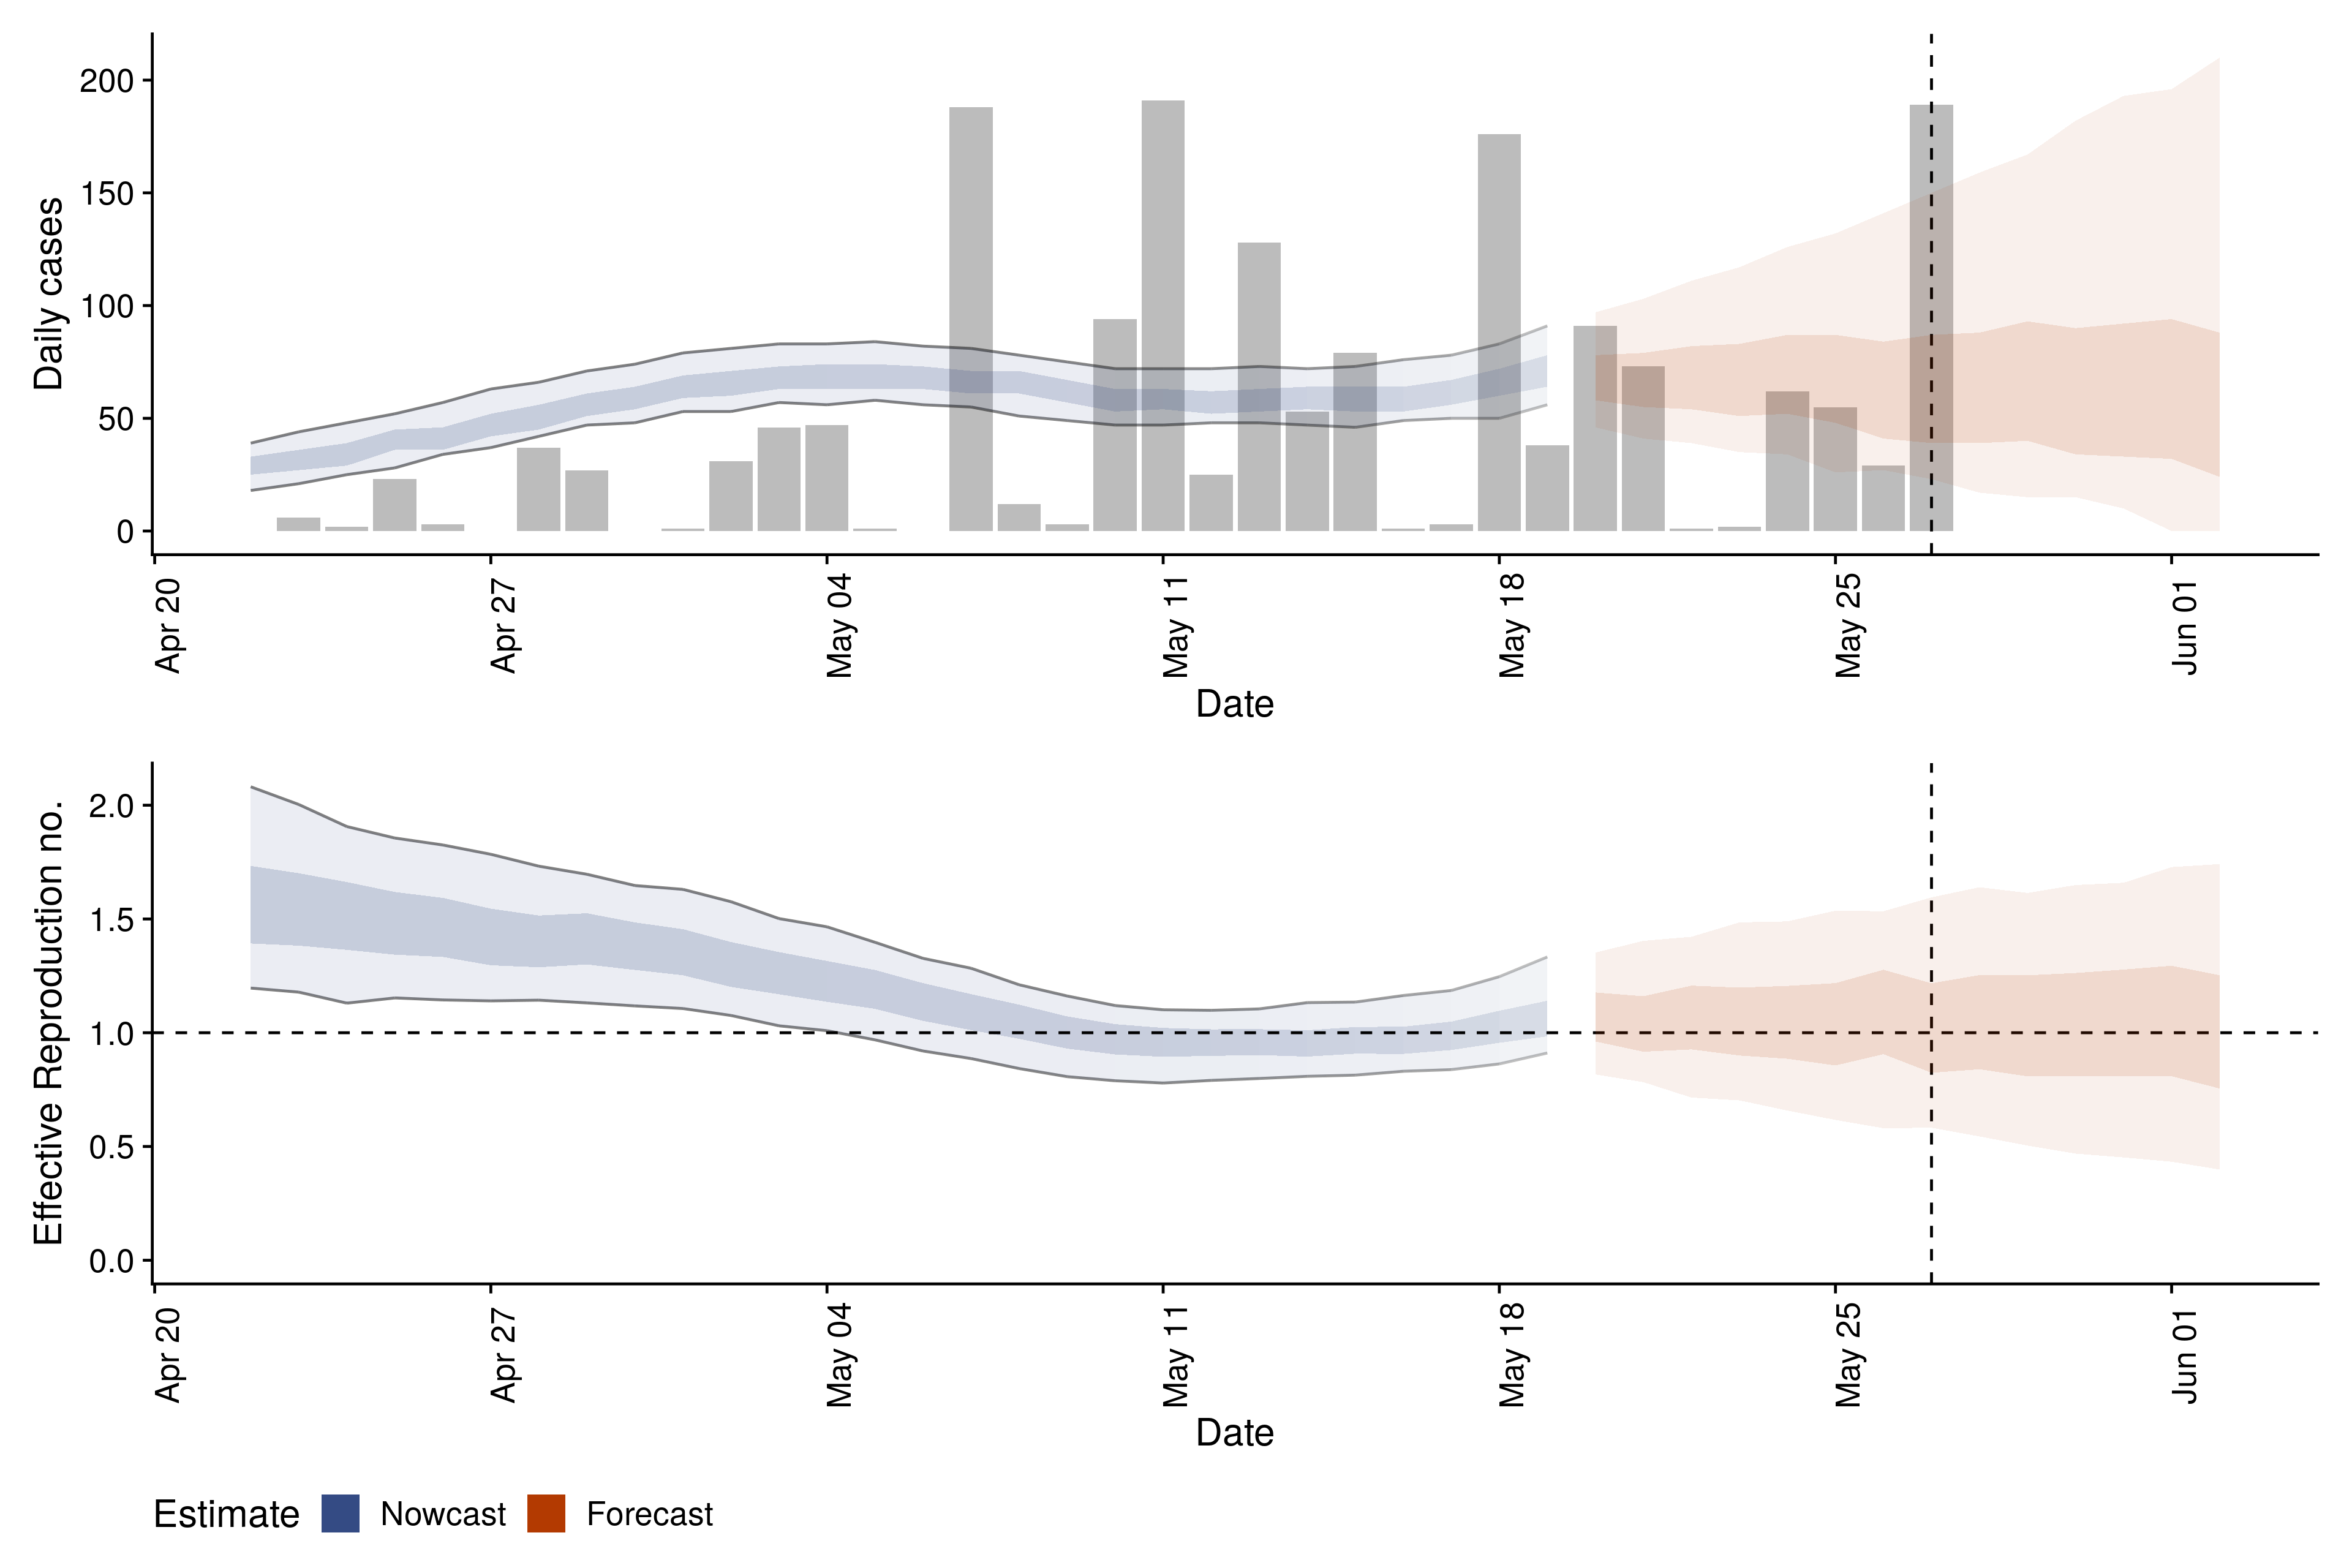 Daily cases
200
150
100
50
0
Apr 20
Apr 27
May 04
May 11
May 18
May 25
Jun 01
Date
Effective Reproduction no.
2.0
1.5
1.0
0.5
0.0
Apr 20
Apr 27
May 04
May 11
May 18
May 25
Jun 01
Date
Estimate Nowcast Forecast